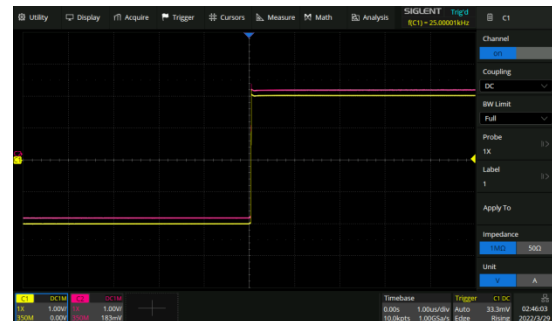 Utility Display Acquire Trigger Cursors Measure Math Analysis SIGLENT Trig'd
f(C1) = 25.00001kHz
C1
Channel
on
Coupling
DC
BW Limit
Full
Probe
1X
Label
1
Apply To
Impedance
1MΩ 50Ω
Unit
V A
C1 DC1M C2 DC1M
1X 1.00V/ 1X 1.00V/
350M 0.00V 350M 183mV
Timebase Trigger C1 DC
0.00s 1.00us/div Auto 33.3mV
10.0kpts 1.00GSa/s Edge Rising
02:46:03
2022/3/29